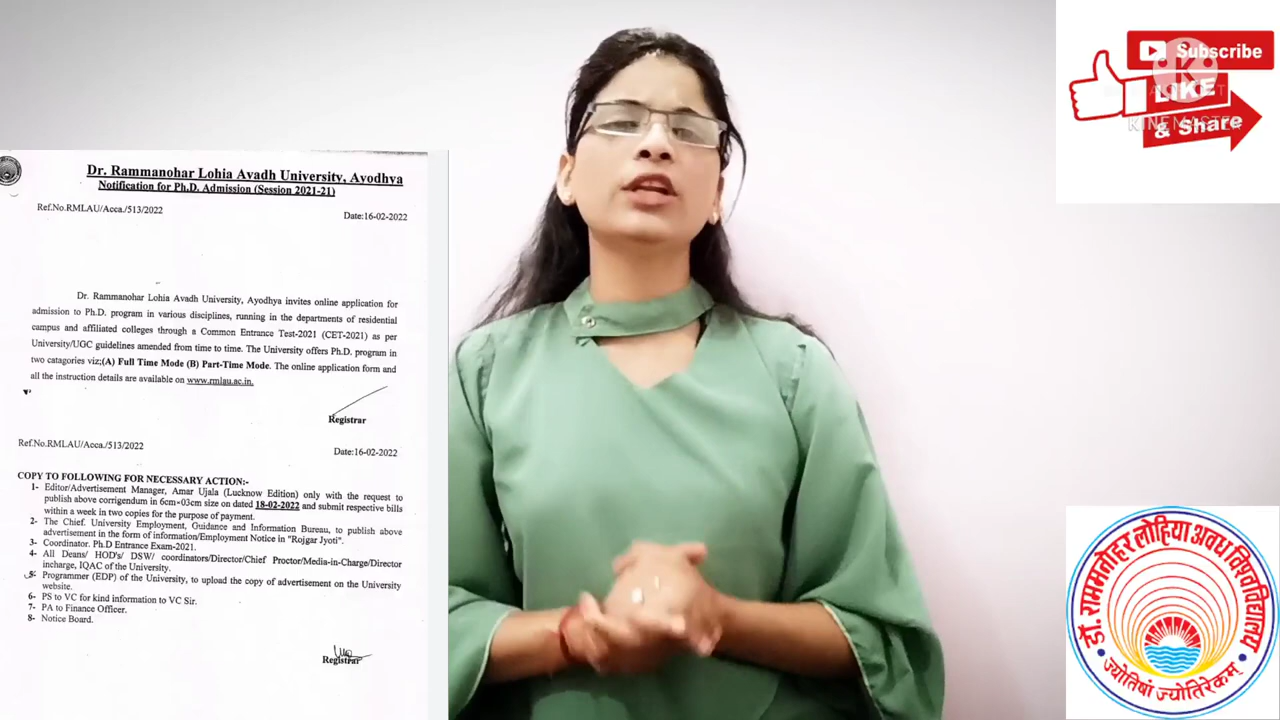 Dr. Rammanohar Lohia Avadh University, Ayodhya
Notification for Ph.D. Admission (Session 2021-21)
Ref.No.RMLAU/Acca./513/2022
Date:16-02-2022
Dr. Rammanohar Lohia Avadh University, Ayodhya invites online application for
admission to Ph.D. program in various disciplines, running in the departments of residential
campus and affiliated colleges through a Common Entrance Test-2021 (CET-2021) as per
University/UGC guidelines amended from time to time. The University offers Ph.D. program in
two catagories viz;(A) Full Time Mode (B) Part-Time Mode. The online application form and
all the instruction details are available on www.rmlau.ac.in.
Registrar
Ref.No.RMLAU/Acca./513/2022
Date:16-02-2022
COPY TO FOLLOWING FOR NECESSARY ACTION:-
1- Editor/Advertisement Manager, Amar Ujala (Lucknow Edition) only with the request to
publish above corrigendum in 6cm×03cm size on dated 18-02-2022 and submit respective bills
within a week in two copies for the purpose of payment.
2- The Chief. University Employment, Guidance and Information Bureau, to publish above
advertisement in the form of information/Employment Notice in "Rojgar Jyoti".
3- Coordinator. Ph.D Entrance Exam-2021.
4- All Deans/ HOD's/ DSW/ coordinators/Director/Chief Proctor/Media-in-Charge/Director
incharge, IQAC of the University.
5- Programmer (EDP) of the University, to upload the copy of advertisement on the University
website.
6- PS to VC for kind information to VC Sir.
7- PA to Finance Officer.
8- Notice Board.
Registrar
Subscribe
LIKE
& Share
KINEMASTER
डॉ. राममनोहर लोहिया अवध विश्वविद्यालय
ज्योतिषां ज्योतिरेकम्